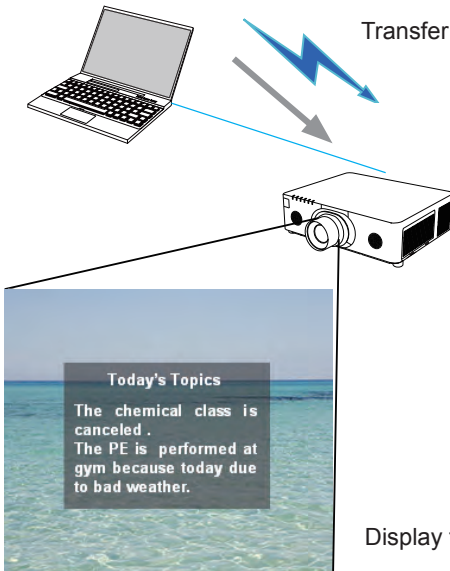 Transfer
Today's Topics
The chemical class is
canceled .
The PE is performed at
gym because today due
to bad weather.
Display